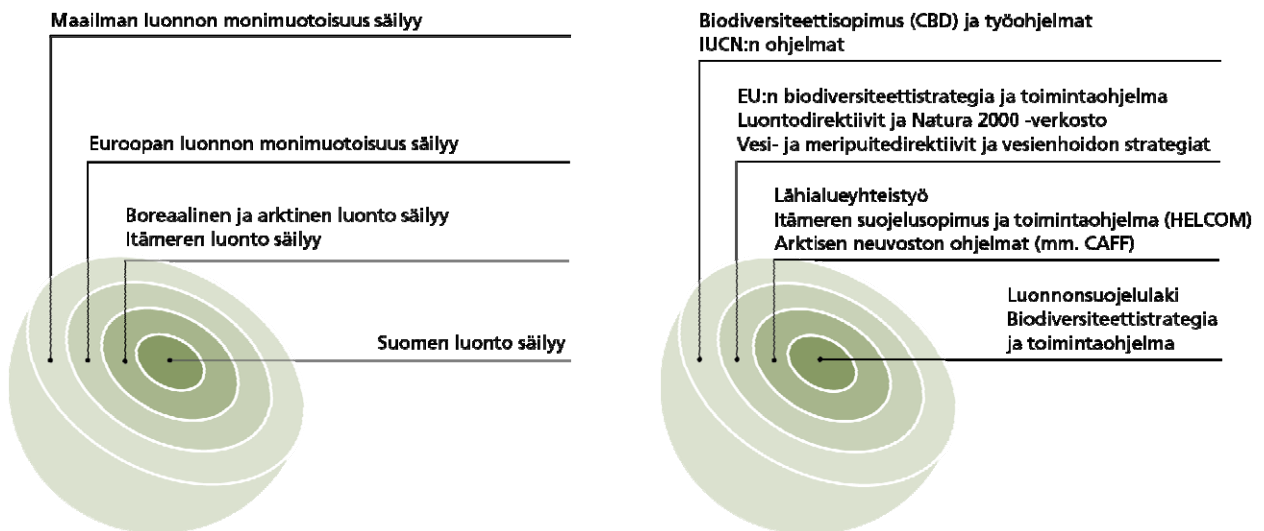 Maailman luonnon monimuotoisuus säilyy
Euroopan luonnon monimuotoisuus säilyy
Boreaalinen ja arktinen luonto säilyy
Itämeren luonto säilyy
Suomen luonto säilyy
Biodiversiteettisopimus (CBD) ja työohjelmat
IUCN:n ohjelmat
EU:n biodiversiteettistrategia ja toimintaohjelma
Luontodirektiivit ja Natura 2000 -verkosto
Vesi- ja meripuitedirektiivit ja vesienhoidon strategiat
Lähialueyhteistyö
Itämeren suojelusopimus ja toimintaohjelma (HELCOM)
Arktisen neuvoston ohjelmat (mm. CAFF)
Luonnonsuojelulaki
Biodiversiteettistrategia
ja toimintaohjelma